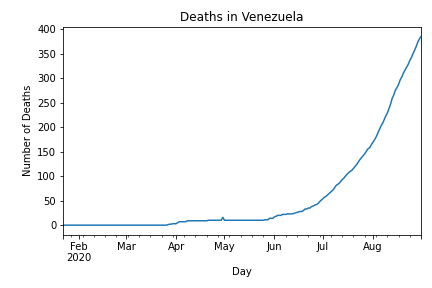 Deaths in Venezuela
400
350
300
250
200
150
100
50
0
Number of Deaths
Feb
2020
Mar
Apr
May
Jun
Jul
Aug
Day